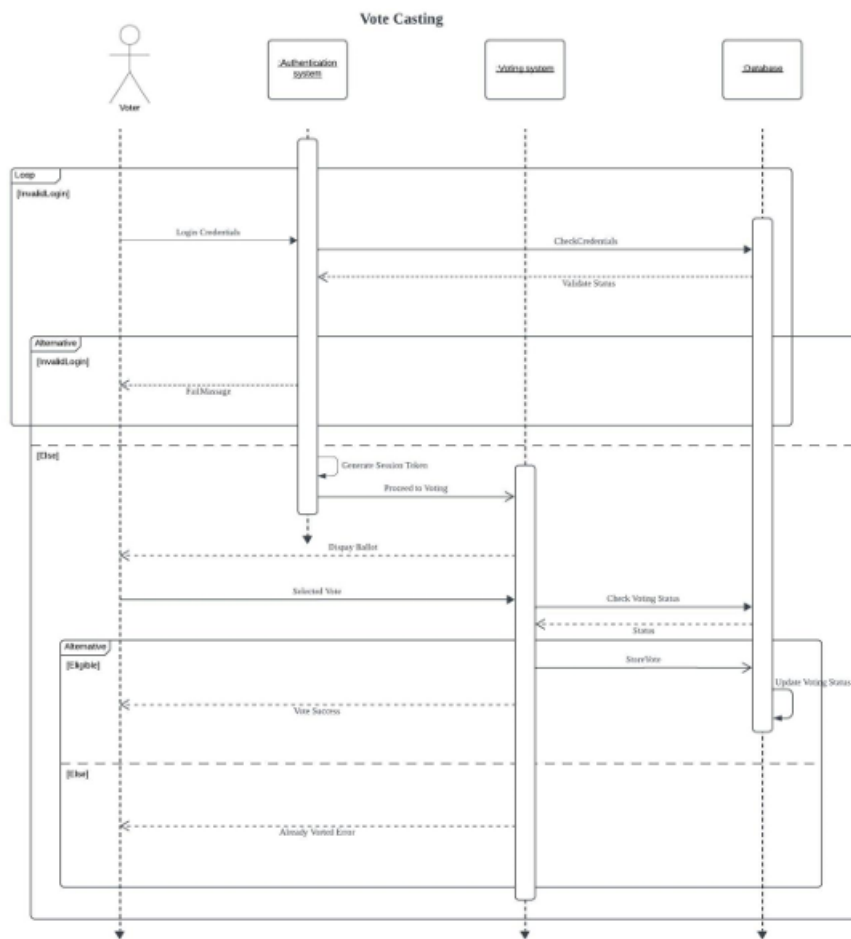 Vote Casting
:Authentication
system
:Voting system
:Database
Voter
Loop
[InvalidLogin]
Login Credentials
CheckCredentials
Validate Status
Alternative
[InvalidLogin]
FailMassage
[Else]
Generate Session Token
Proceed to Voting
Dispay Ballot
Selected Vote
Check Voting Status
Status
Alternative
[Eligible]
StoreVote
Update Voting Status
Vote Success
[Else]
Already Vorted Error